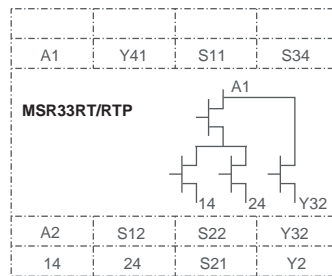 A1 Y41 S11 S34
A1
MSR33RT/RTP
14 24 Y32
A2 S12 S22 Y32
14 24 S21 Y2